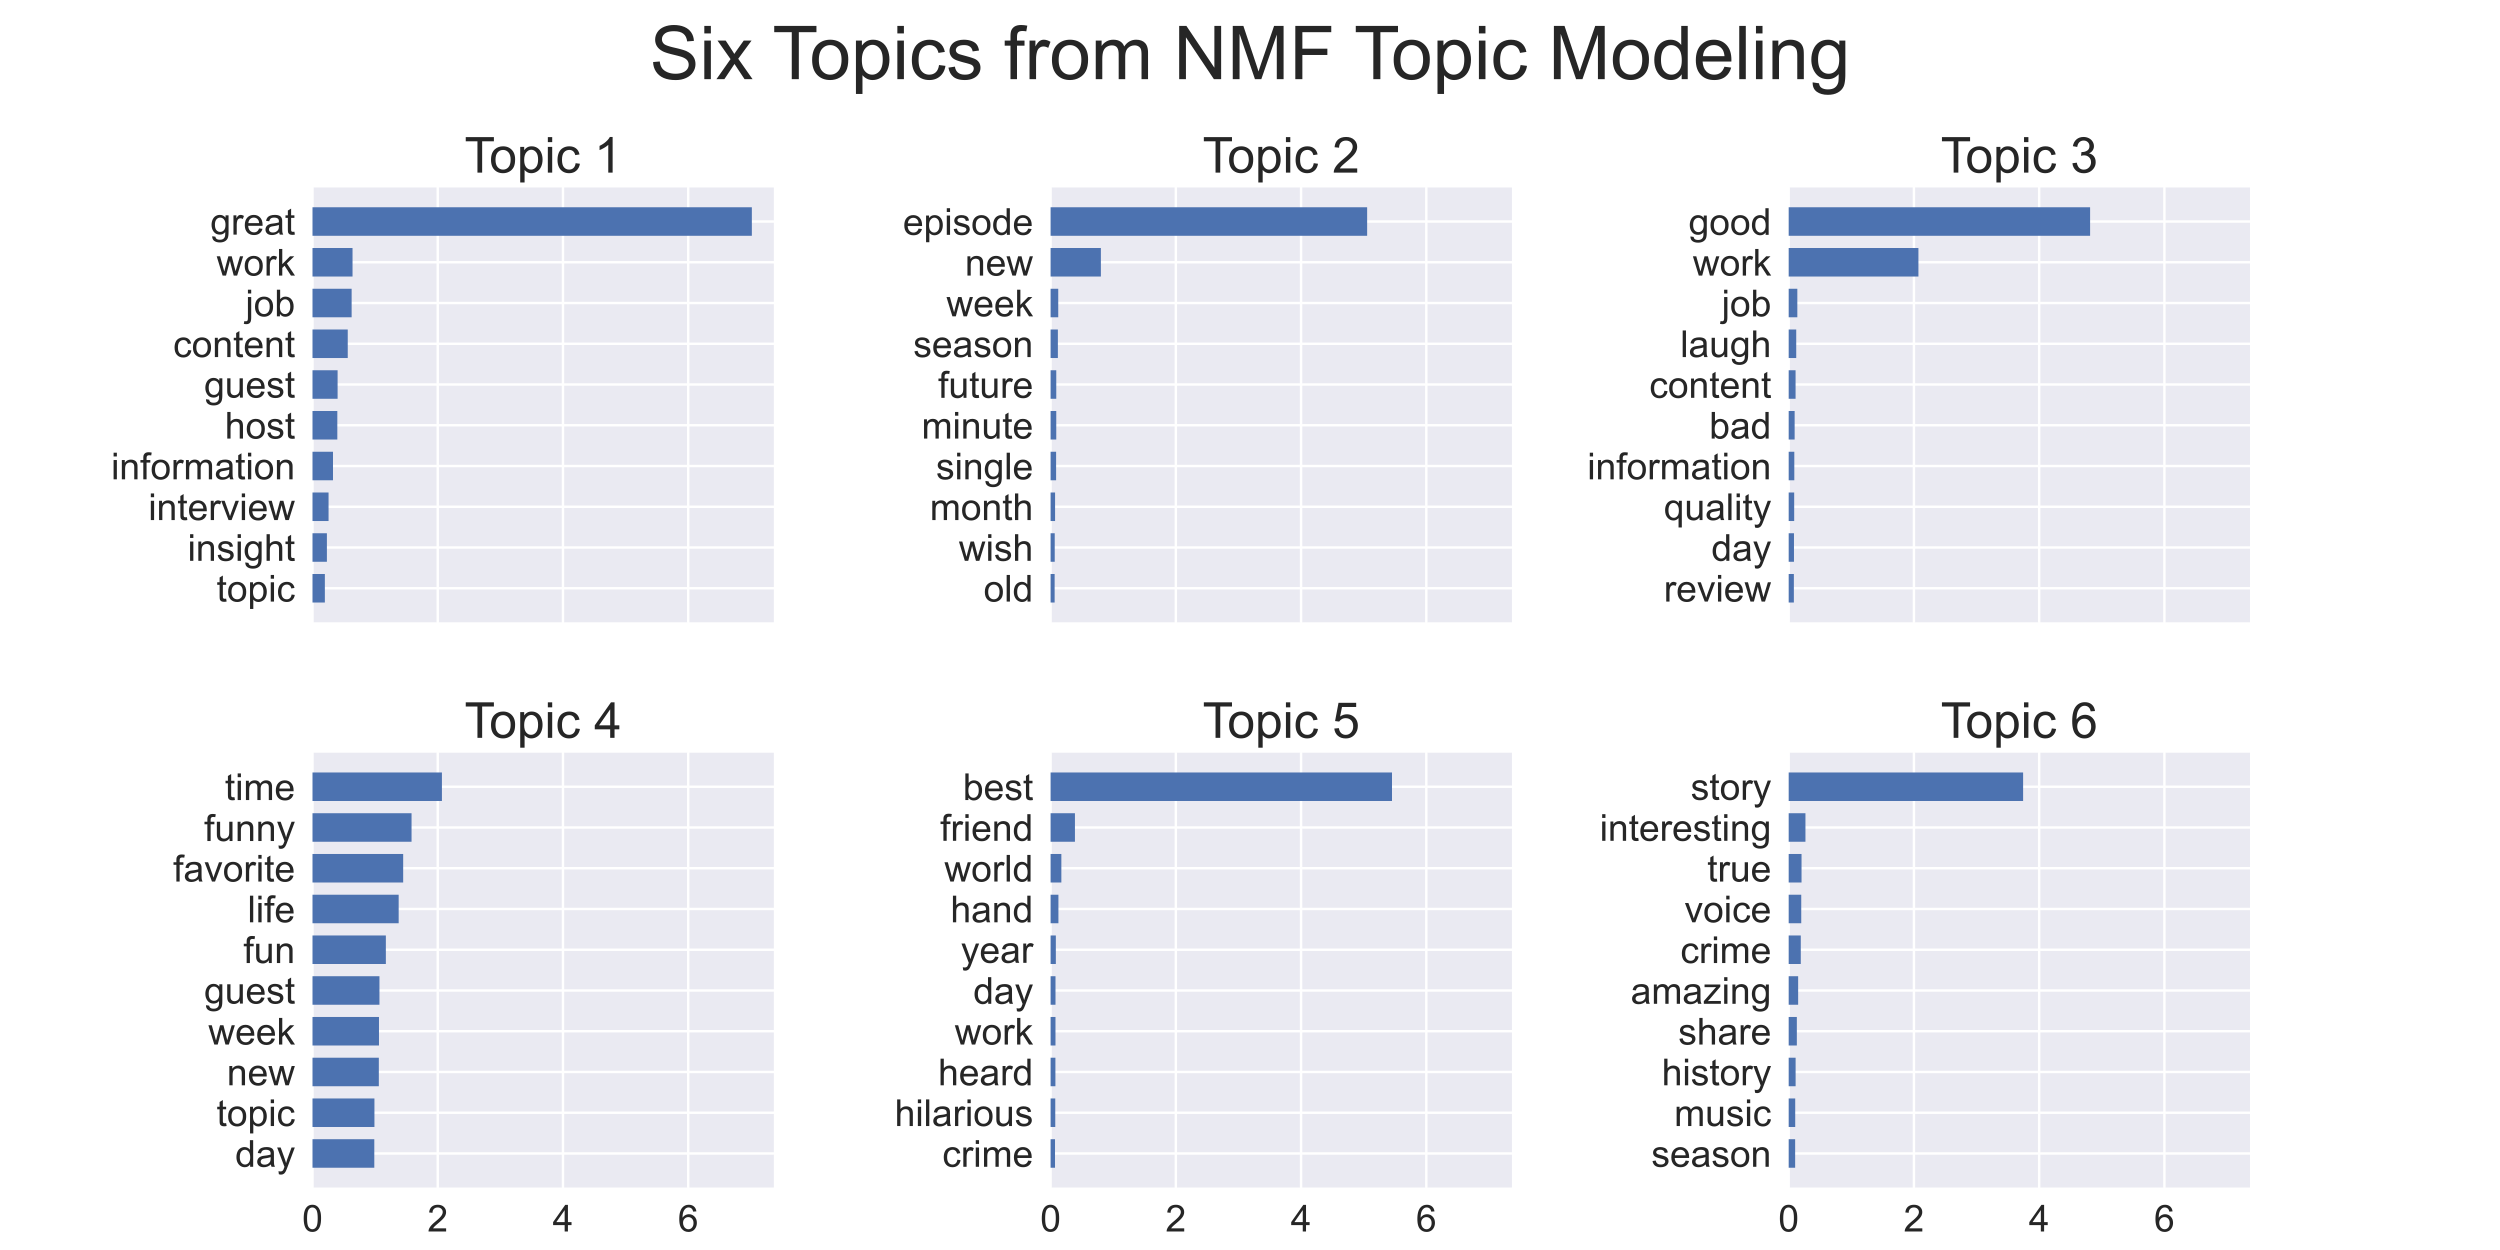 Six Topics from NMF Topic Modeling
Topic 1
great
work
job
content
guest
host
information
interview
insight
topic
Topic 2
episode
new
week
season
future
minute
single
month
wish
old
Topic 3
good
work
job
laugh
content
bad
information
quality
day
review
Topic 4
time
funny
favorite
life
fun
guest
week
new
topic
day
0 2 4 6
Topic 5
best
friend
world
hand
year
day
work
heard
hilarious
crime
0 2 4 6
Topic 6
story
interesting
true
voice
crime
amazing
share
history
music
season
0 2 4 6